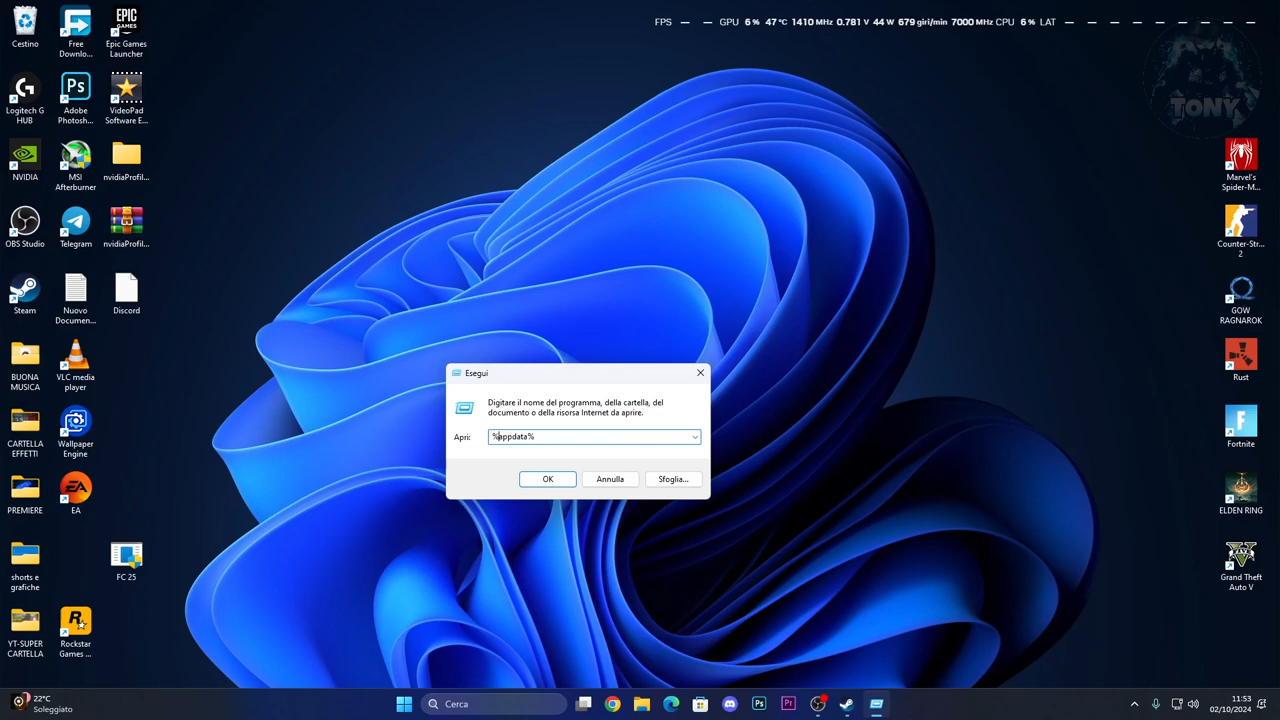 FPS — — GPU 6 % 47 °C 1410 MHz 0.781 V 44 W 679 giri/min 7000 MHz CPU 6 % LAT — — — — — — — — —
TONY
Cestino
Free Downlo...
Epic Games Launcher
Logitech G HUB
Adobe Photosh...
VideoPad Software E...
NVIDIA
MSI Afterburner
nvidiaProfil...
OBS Studio
Telegram
nvidiaProfil...
Steam
Nuovo Documen...
Discord
BUONA MUSICA
VLC media player
CARTELLA EFFETTI
Wallpaper Engine
PREMIERE
EA
shorts e grafiche
FC 25
YT-SUPER CARTELLA
Rockstar Games ...
Marvel's Spider-M...
Counter-Str... 2
GOW RAGNAROK
Rust
Fortnite
ELDEN RING
Grand Theft Auto V
Esegui
Digitare il nome del programma, della cartella, del
documento o della risorsa Internet da aprire.
Apri: %appdata%
OK Annulla Sfoglia...
22°C
Soleggiato
Cerca
11:53
02/10/2024